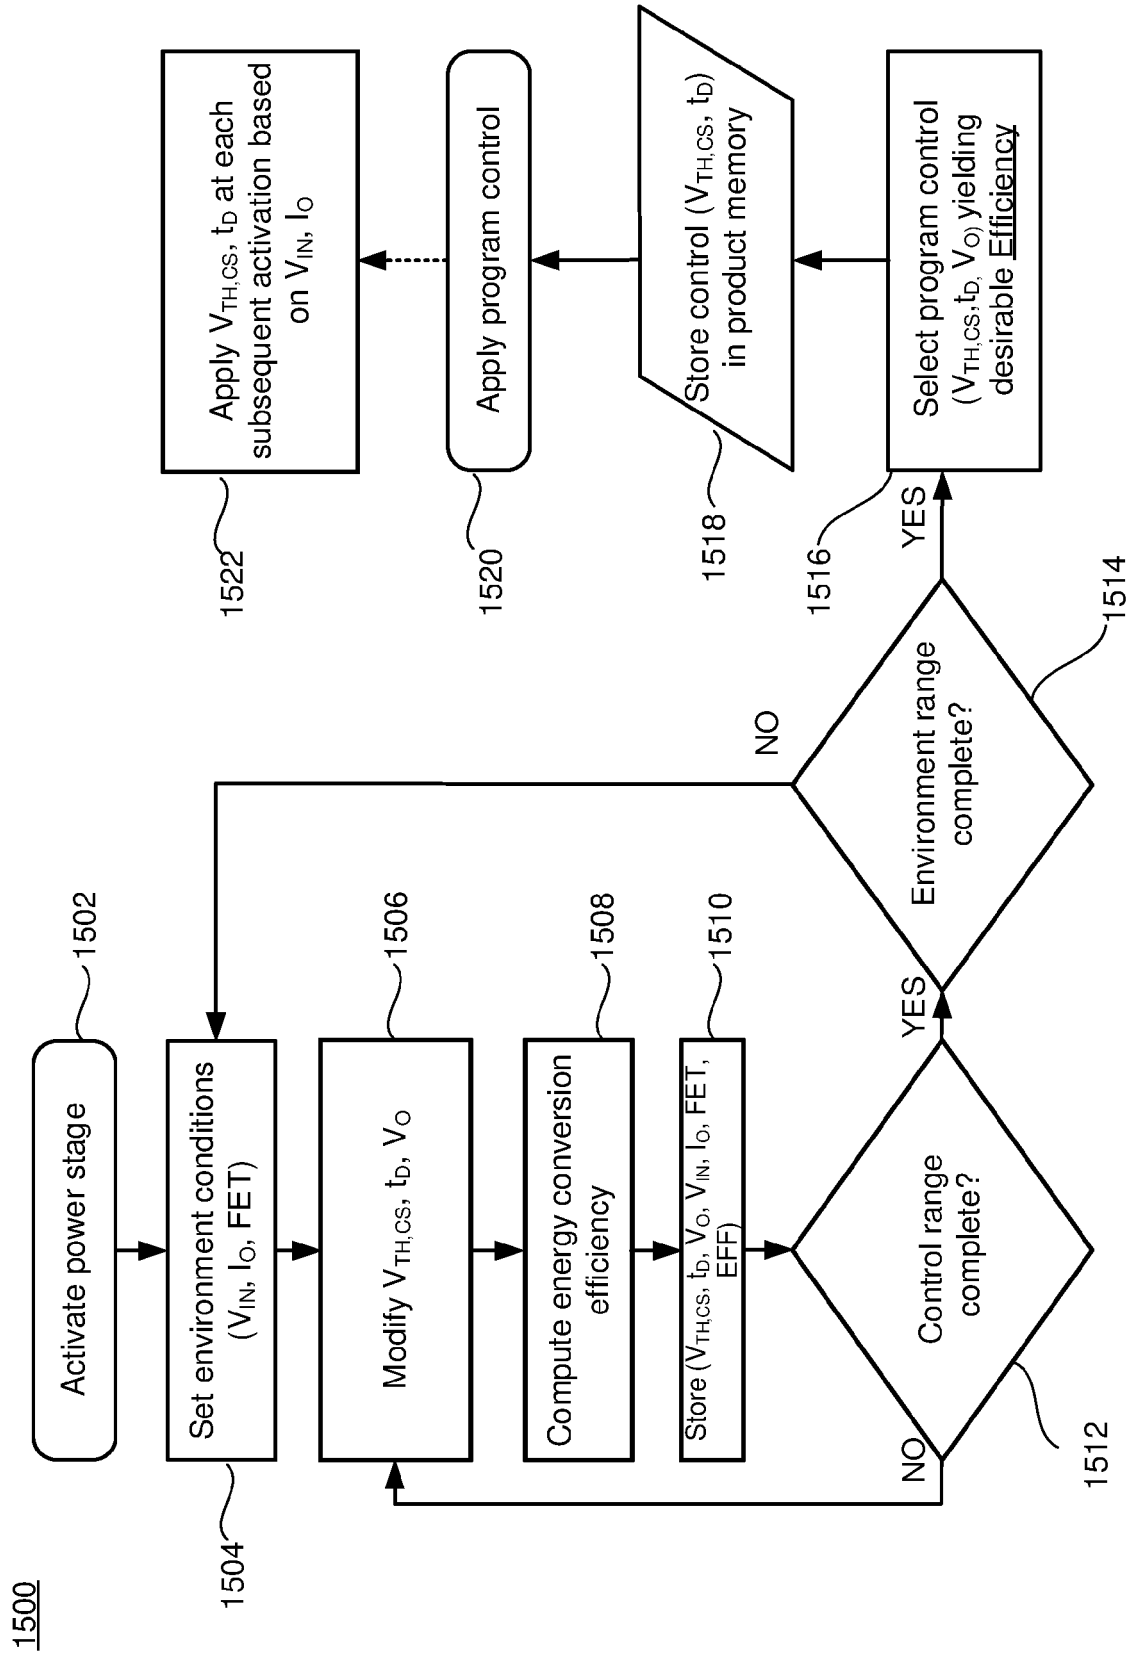 1500
Activate power stage
1502
Set environment conditions
(V_IN, I_O, FET)
1504
Modify V_TH,CS, t_D, V_O
1506
Compute energy conversion
efficiency
1508
Store (V_TH,CS, t_D, V_O, V_IN, I_O, FET,
EFF)
1510
Control range
complete?
NO
YES
1512
Environment range
complete?
NO
YES
1514
Select program control
(V_TH,CS, t_D, V_O) yielding
desirable Efficiency
1516
Store control (V_TH,CS, t_D)
in product memory
1518
Apply program control
1520
Apply V_TH,CS, t_D at each
subsequent activation based
on V_IN, I_O
1522